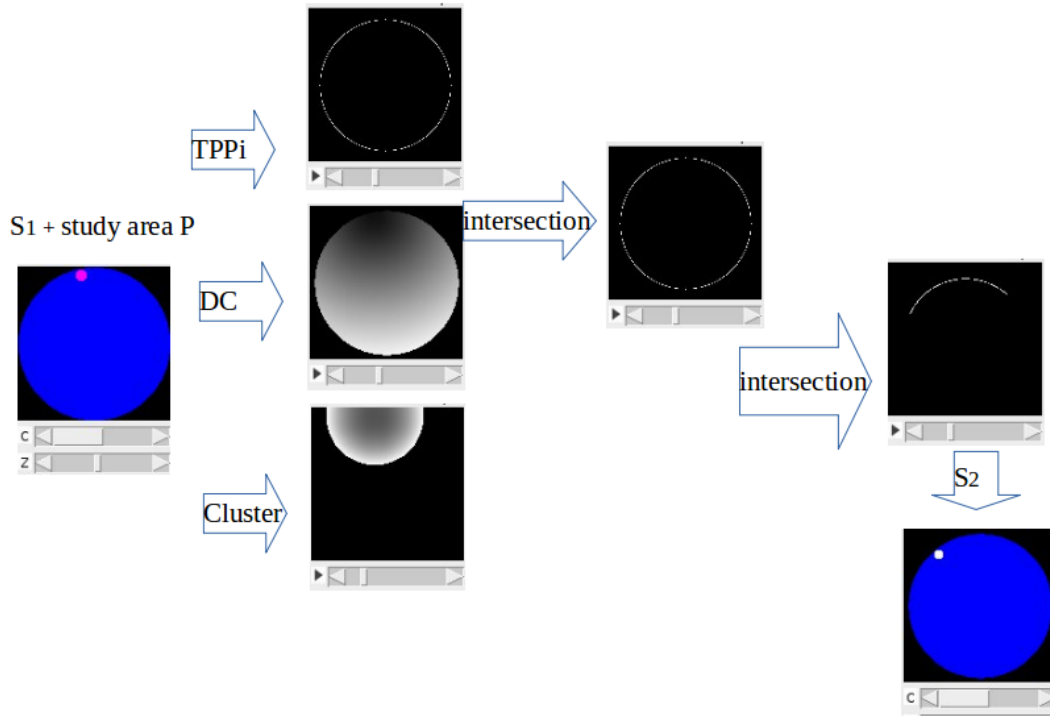 TPPi
S1 + study area P
DC
Cluster
intersection
intersection
S2
c
z
c